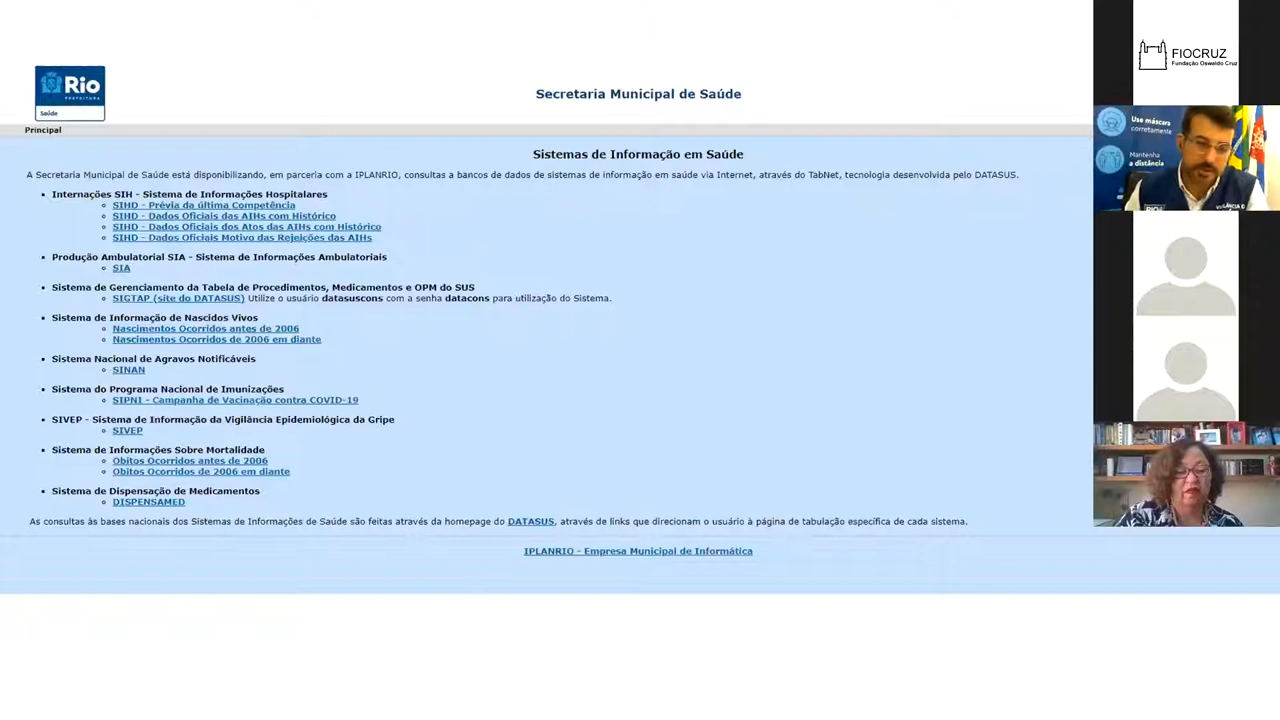 Rio
PREFEITURA
Saúde
Secretaria Municipal de Saúde
Principal
Sistemas de Informação em Saúde
A Secretaria Municipal de Saúde está disponibilizando, em parceria com a IPLANRIO, consultas a bancos de dados de sistemas de informação em saúde via Internet, através do TabNet, tecnologia desenvolvida pelo DATASUS.
Internações SIH - Sistema de Informações Hospitalares
SIHD - Prévia da última Competência
SIHD - Dados Oficiais das AIHs com Histórico
SIHD - Dados Oficiais dos Atos das AIHs com Histórico
SIHD - Dados Oficiais Motivo das Rejeições das AIHs
Produção Ambulatorial SIA - Sistema de Informações Ambulatoriais
SIA
Sistema de Gerenciamento da Tabela de Procedimentos, Medicamentos e OPM do SUS
SIGTAP (site do DATASUS) Utilize o usuário datasuscons com a senha datacons para utilização do Sistema.
Sistema de Informação de Nascidos Vivos
Nascimentos Ocorridos antes de 2006
Nascimentos Ocorridos de 2006 em diante
Sistema Nacional de Agravos Notificáveis
SINAN
Sistema do Programa Nacional de Imunizações
SIPNI - Campanha de Vacinação contra COVID-19
SIVEP - Sistema de Informação da Vigilância Epidemiológica da Gripe
SIVEP
Sistema de Informações Sobre Mortalidade
Obitos Ocorridos antes de 2006
Obitos Ocorridos de 2006 em diante
Sistema de Dispensação de Medicamentos
DISPENSAMED
As consultas às bases nacionais dos Sistemas de Informações de Saúde são feitas através da homepage do DATASUS, através de links que direcionam o usuário à página de tabulação específica de cada sistema.
IPLANRIO - Empresa Municipal de Informática
FIOCRUZ
Fundação Oswaldo Cruz
Use máscara
corretamente
Mantenha
a distância